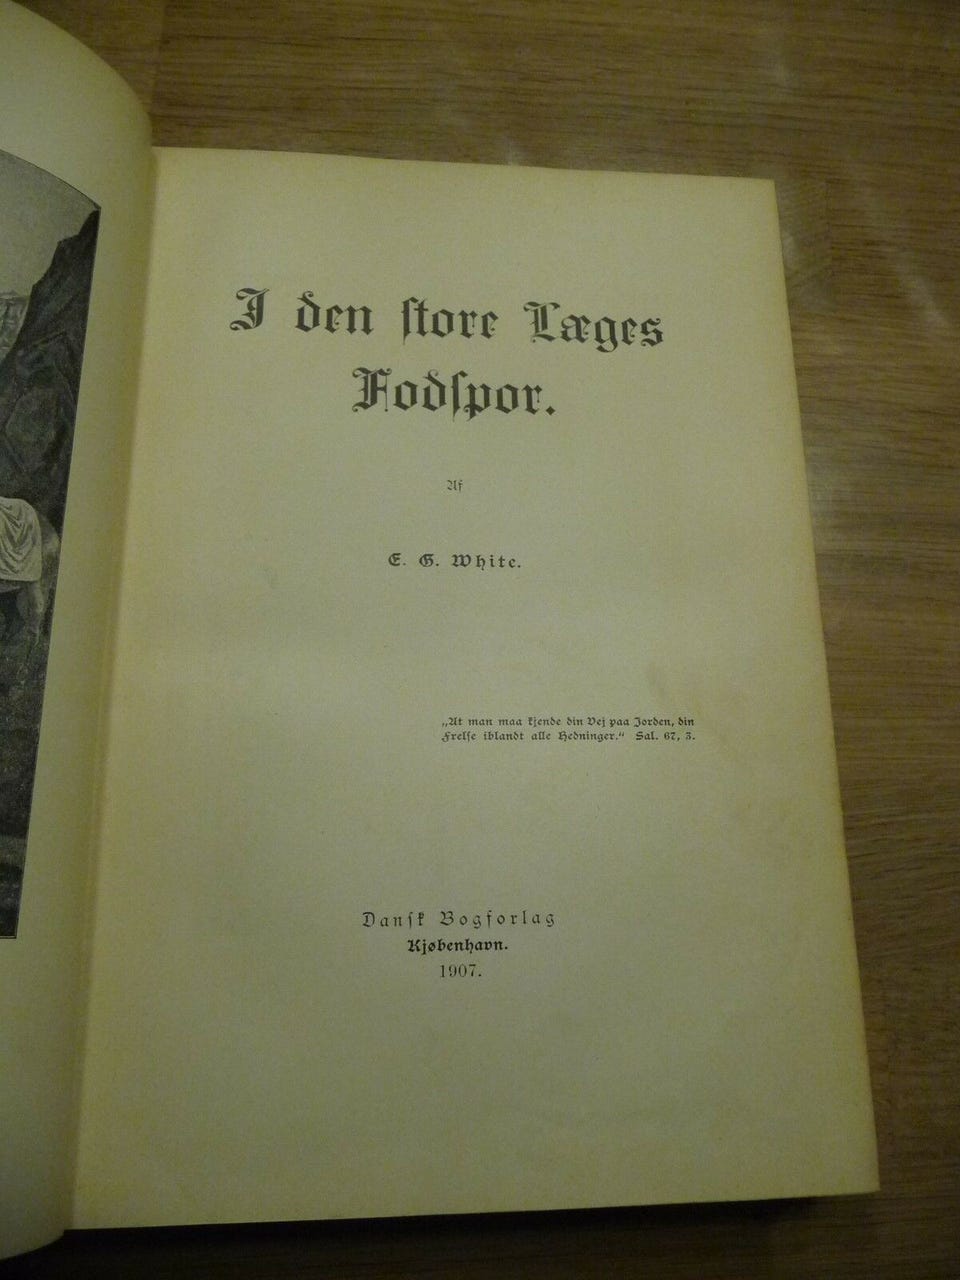 I den store Læges
Fodspor.
Af
E. G. White.
„At man maa kjende din Vej paa Jorden, din
Frelse iblandt alle Hedninger.“ Sal. 67, 3.
Dansk Bogforlag
Kjøbenhavn.
1907.